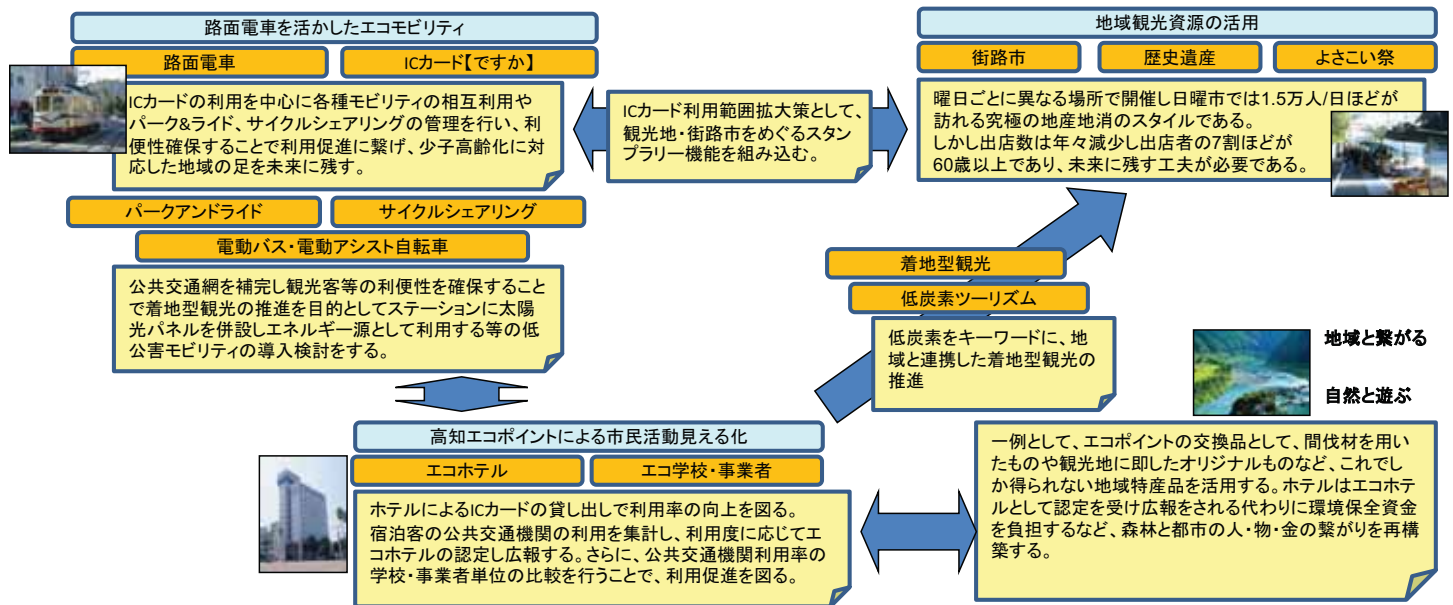 路面電車を活かしたエコモビリティ
路面電車
ICカード【ですか】
ICカードの利用を中心に各種モビリティの相互利用や
パーク&ライド、サイクルシェアリングの管理を行い、利
便性確保することで利用促進に繋げ、少子高齢化に対
応した地域の足を未来に残す。
パークアンドライド
サイクルシェアリング
電動バス・電動アシスト自転車
公共交通網を補完し観光客等の利便性を確保すること
で着地型観光の推進を目的としてステーションに太陽
光パネルを併設しエネルギー源として利用する等の低
公害モビリティの導入検討をする。
ICカード利用範囲拡大策として、
観光地・街路市をめぐるスタン
プラリー機能を組み込む。
地域観光資源の活用
街路市
歴史遺産
よさこい祭
曜日ごとに異なる場所で開催し日曜市では1.5万人/日ほどが
訪れる究極の地産地消のスタイルである。
しかし出店数は年々減少し出店者の7割ほどが
60歳以上であり、未来に残す工夫が必要である。
着地型観光
低炭素ツーリズム
低炭素をキーワードに、地
域と連携した着地型観光の
推進
地域と繋がる
自然と遊ぶ
高知エコポイントによる市民活動見える化
エコホテル
エコ学校・事業者
ホテルによるICカードの貸し出しで利用率の向上を図る。
宿泊客の公共交通機関の利用を集計し、利用度に応じてエ
コホテルの認定し広報する。さらに、公共交通機関利用率の
学校・事業者単位の比較を行うことで、利用促進を図る。
一例として、エコポイントの交換品として、間伐材を用い
たものや観光地に即したオリジナルものなど、これでし
か得られない地域特産品を活用する。ホテルはエコホテ
ルとして認定を受け広報をされる代わりに環境保全資金
を負担するなど、森林と都市の人・物・金の繋がりを再構
築する。